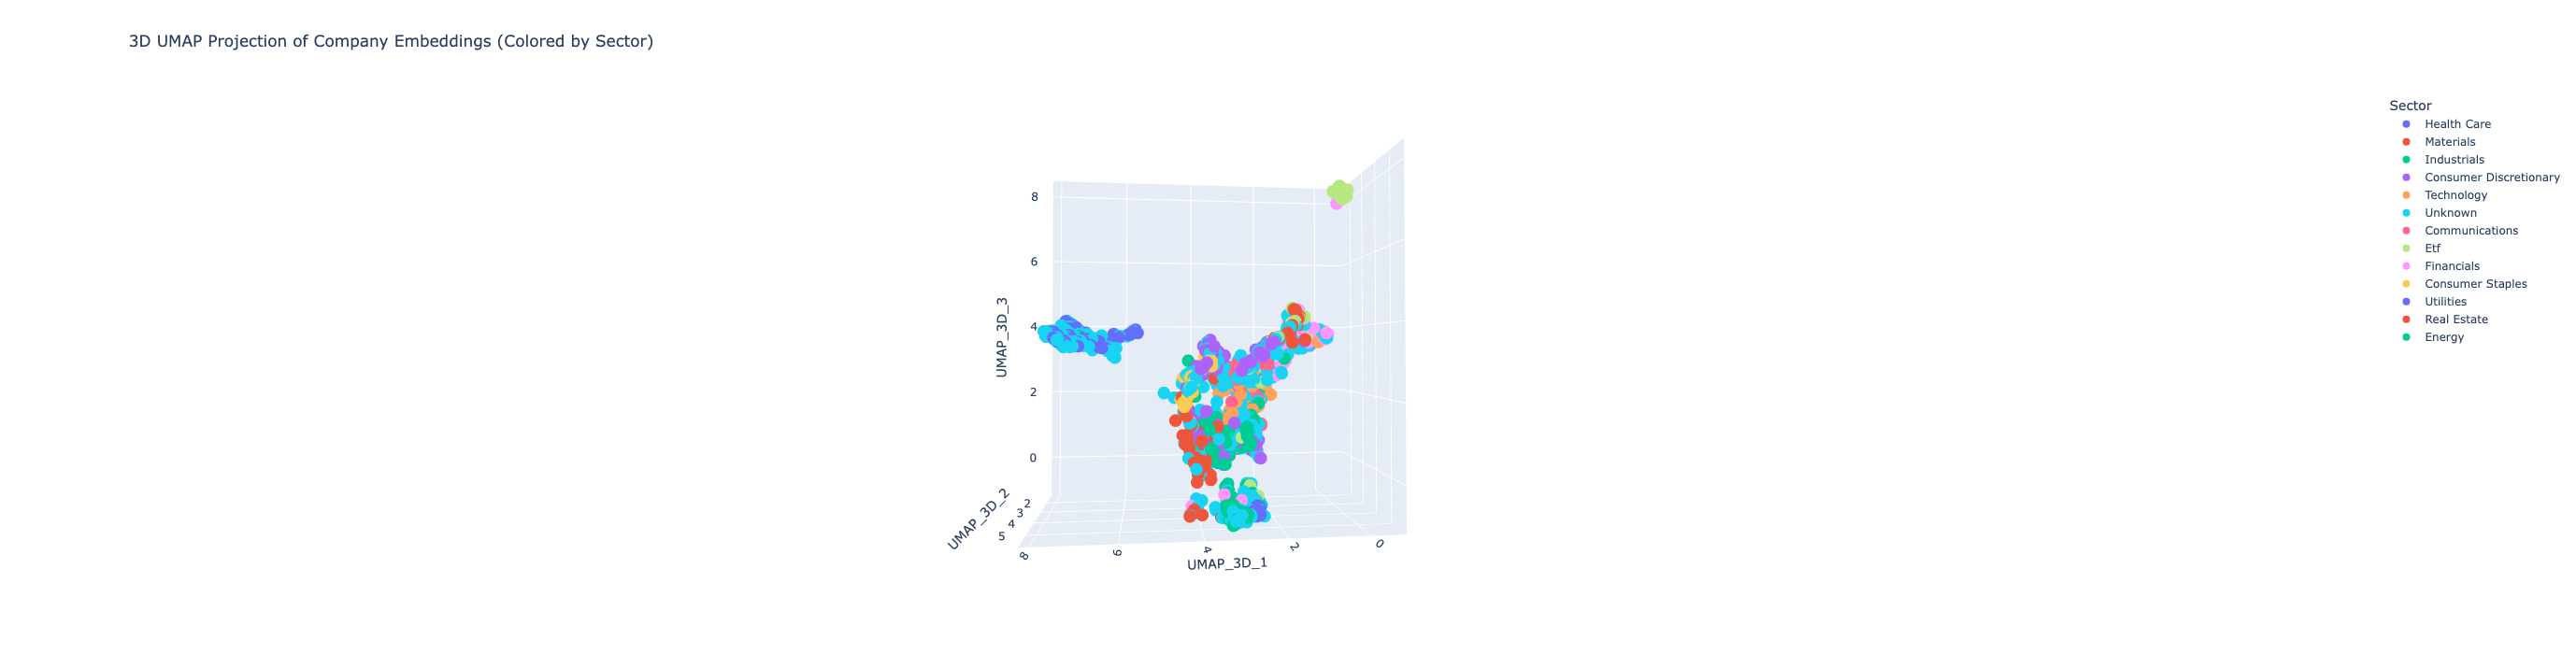 3D UMAP Projection of Company Embeddings (Colored by Sector)
Sector
Health Care
Materials
Industrials
Consumer Discretionary
Technology
Unknown
Communications
Etf
Financials
Consumer Staples
Utilities
Real Estate
Energy
8
6
4
2
0
UMAP_3D_3
2
3
4
5
UMAP_3D_2
8
6
4
2
0
UMAP_3D_1